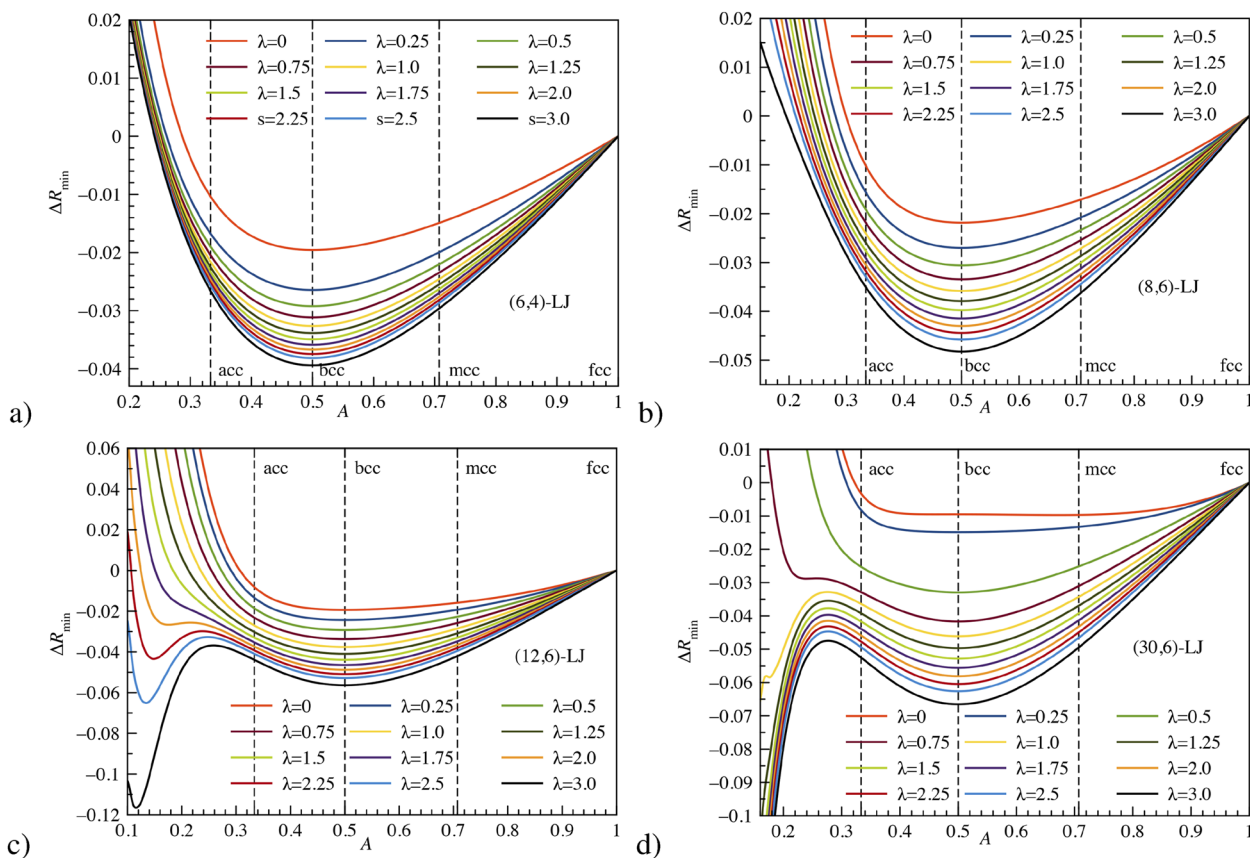 0.02
0.01
0
−0.01
−0.02
−0.03
−0.04
ΔR_min
λ=0 λ=0.25 λ=0.5
λ=0.75 λ=1.0 λ=1.25
λ=1.5 λ=1.75 λ=2.0
s=2.25 s=2.5 s=3.0
(6,4)-LJ
acc bcc mcc fcc
0.2 0.3 0.4 0.5 0.6 0.7 0.8 0.9 1
A
a)
0.02
0.01
0
−0.01
−0.02
−0.03
−0.04
−0.05
ΔR_min
λ=0 λ=0.25 λ=0.5
λ=0.75 λ=1.0 λ=1.25
λ=1.5 λ=1.75 λ=2.0
λ=2.25 λ=2.5 λ=3.0
(8,6)-LJ
acc bcc mcc fcc
0.2 0.3 0.4 0.5 0.6 0.7 0.8 0.9 1
A
b)
0.06
0.04
0.02
0
−0.02
−0.04
−0.06
−0.08
−0.1
−0.12
ΔR_min
acc bcc mcc fcc
(12,6)-LJ
λ=0 λ=0.25 λ=0.5
λ=0.75 λ=1.0 λ=1.25
λ=1.5 λ=1.75 λ=2.0
λ=2.25 λ=2.5 λ=3.0
0.1 0.2 0.3 0.4 0.5 0.6 0.7 0.8 0.9 1
A
c)
0.01
0
−0.01
−0.02
−0.03
−0.04
−0.05
−0.06
−0.07
−0.08
−0.09
−0.1
ΔR_min
acc bcc mcc fcc
(30,6)-LJ
λ=0 λ=0.25 λ=0.5
λ=0.75 λ=1.0 λ=1.25
λ=1.5 λ=1.75 λ=2.0
λ=2.25 λ=2.5 λ=3.0
0.2 0.3 0.4 0.5 0.6 0.7 0.8 0.9 1
A
d)